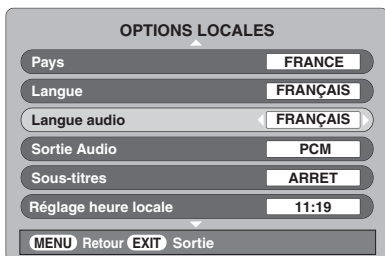 OPTIONS LOCALES
Pays FRANCE
Langue FRANÇAIS
Langue audio FRANÇAIS
Sortie Audio PCM
Sous-titres ARRET
Réglage heure locale 11:19
MENU Retour EXIT Sortie